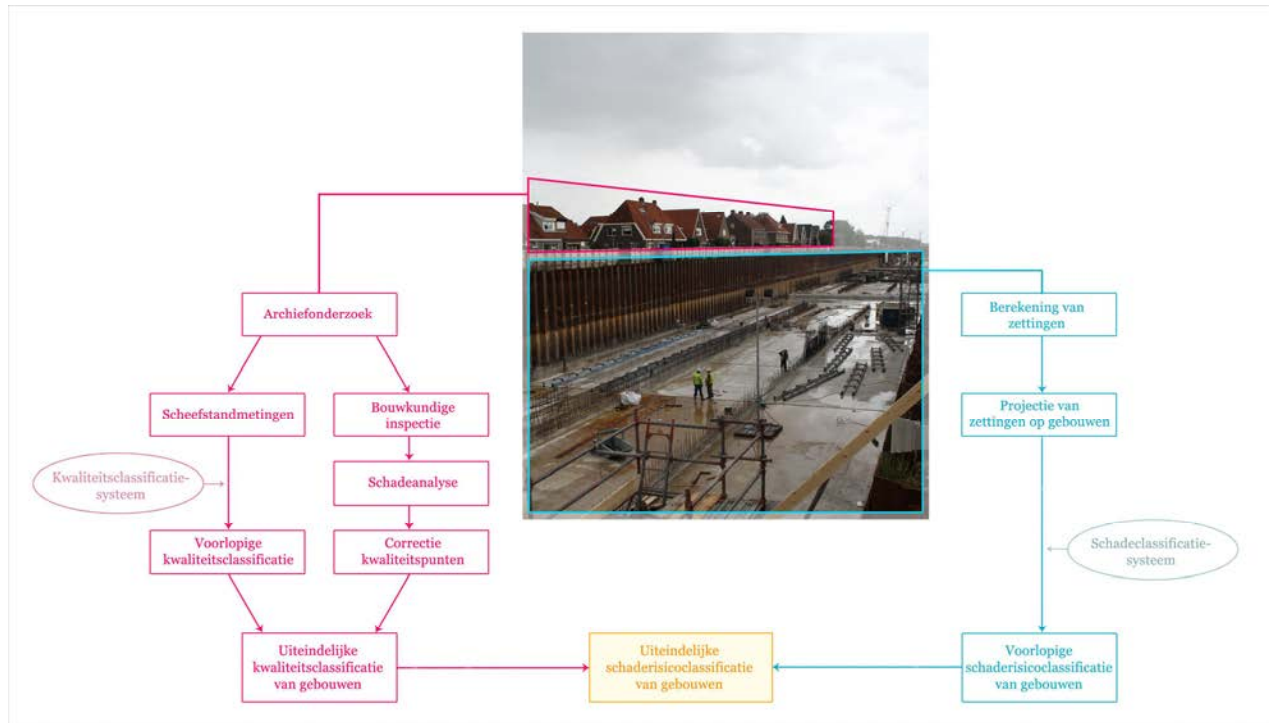 Archiefonderzoek
Scheefstandmetingen
Bouwkundige
inspectie
Kwaliteitsclassificatie-
systeem
Schadeanalyse
Voorlopige
kwaliteitsclassificatie
Correctie
kwaliteitspunten
Uiteindelijke
kwaliteitsclassificatie
van gebouwen
Uiteindelijke
schaderisicoclassificatie
van gebouwen
Berekening van
zettingen
Projectie van
zettingen op gebouwen
Schadeclassificatie-
systeem
Voorlopige
schaderisicoclassificatie
van gebouwen